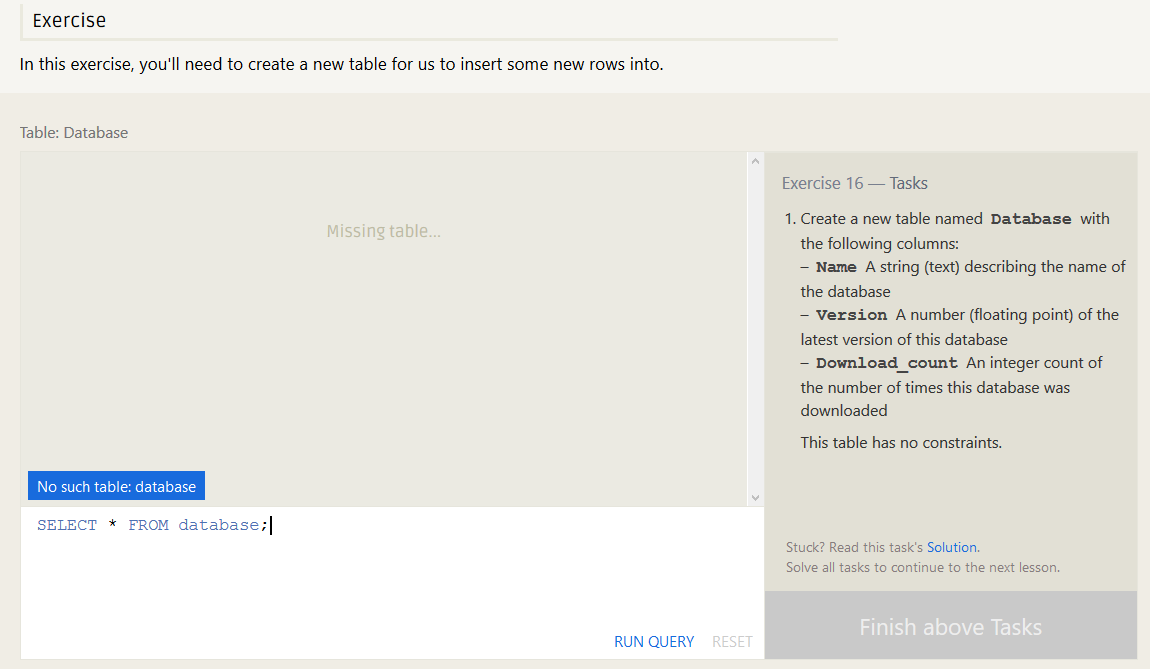 Exercise
In this exercise, you'll need to create a new table for us to insert some new rows into.
Table: Database
Missing table…
No such table: database
SELECT * FROM database;
RUN QUERY RESET
Exercise 16 — Tasks
1. Create a new table named Database with
the following columns:
– Name A string (text) describing the name of
the database
– Version A number (floating point) of the
latest version of this database
– Download_count An integer count of
the number of times this database was
downloaded
This table has no constraints.
Stuck? Read this task's Solution.
Solve all tasks to continue to the next lesson.
Finish above Tasks